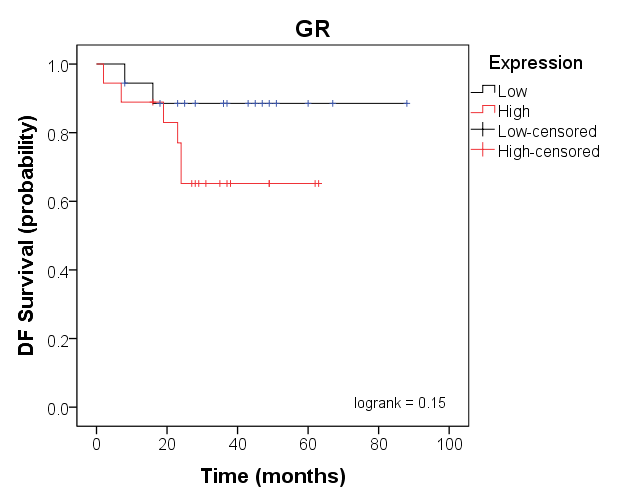 GR
DF Survival (probability)
1.0
0.8
0.6
0.4
0.2
0.0
0
20
40
60
80
100
Time (months)
logrank = 0.15
Expression
Low
High
Low-censored
High-censored